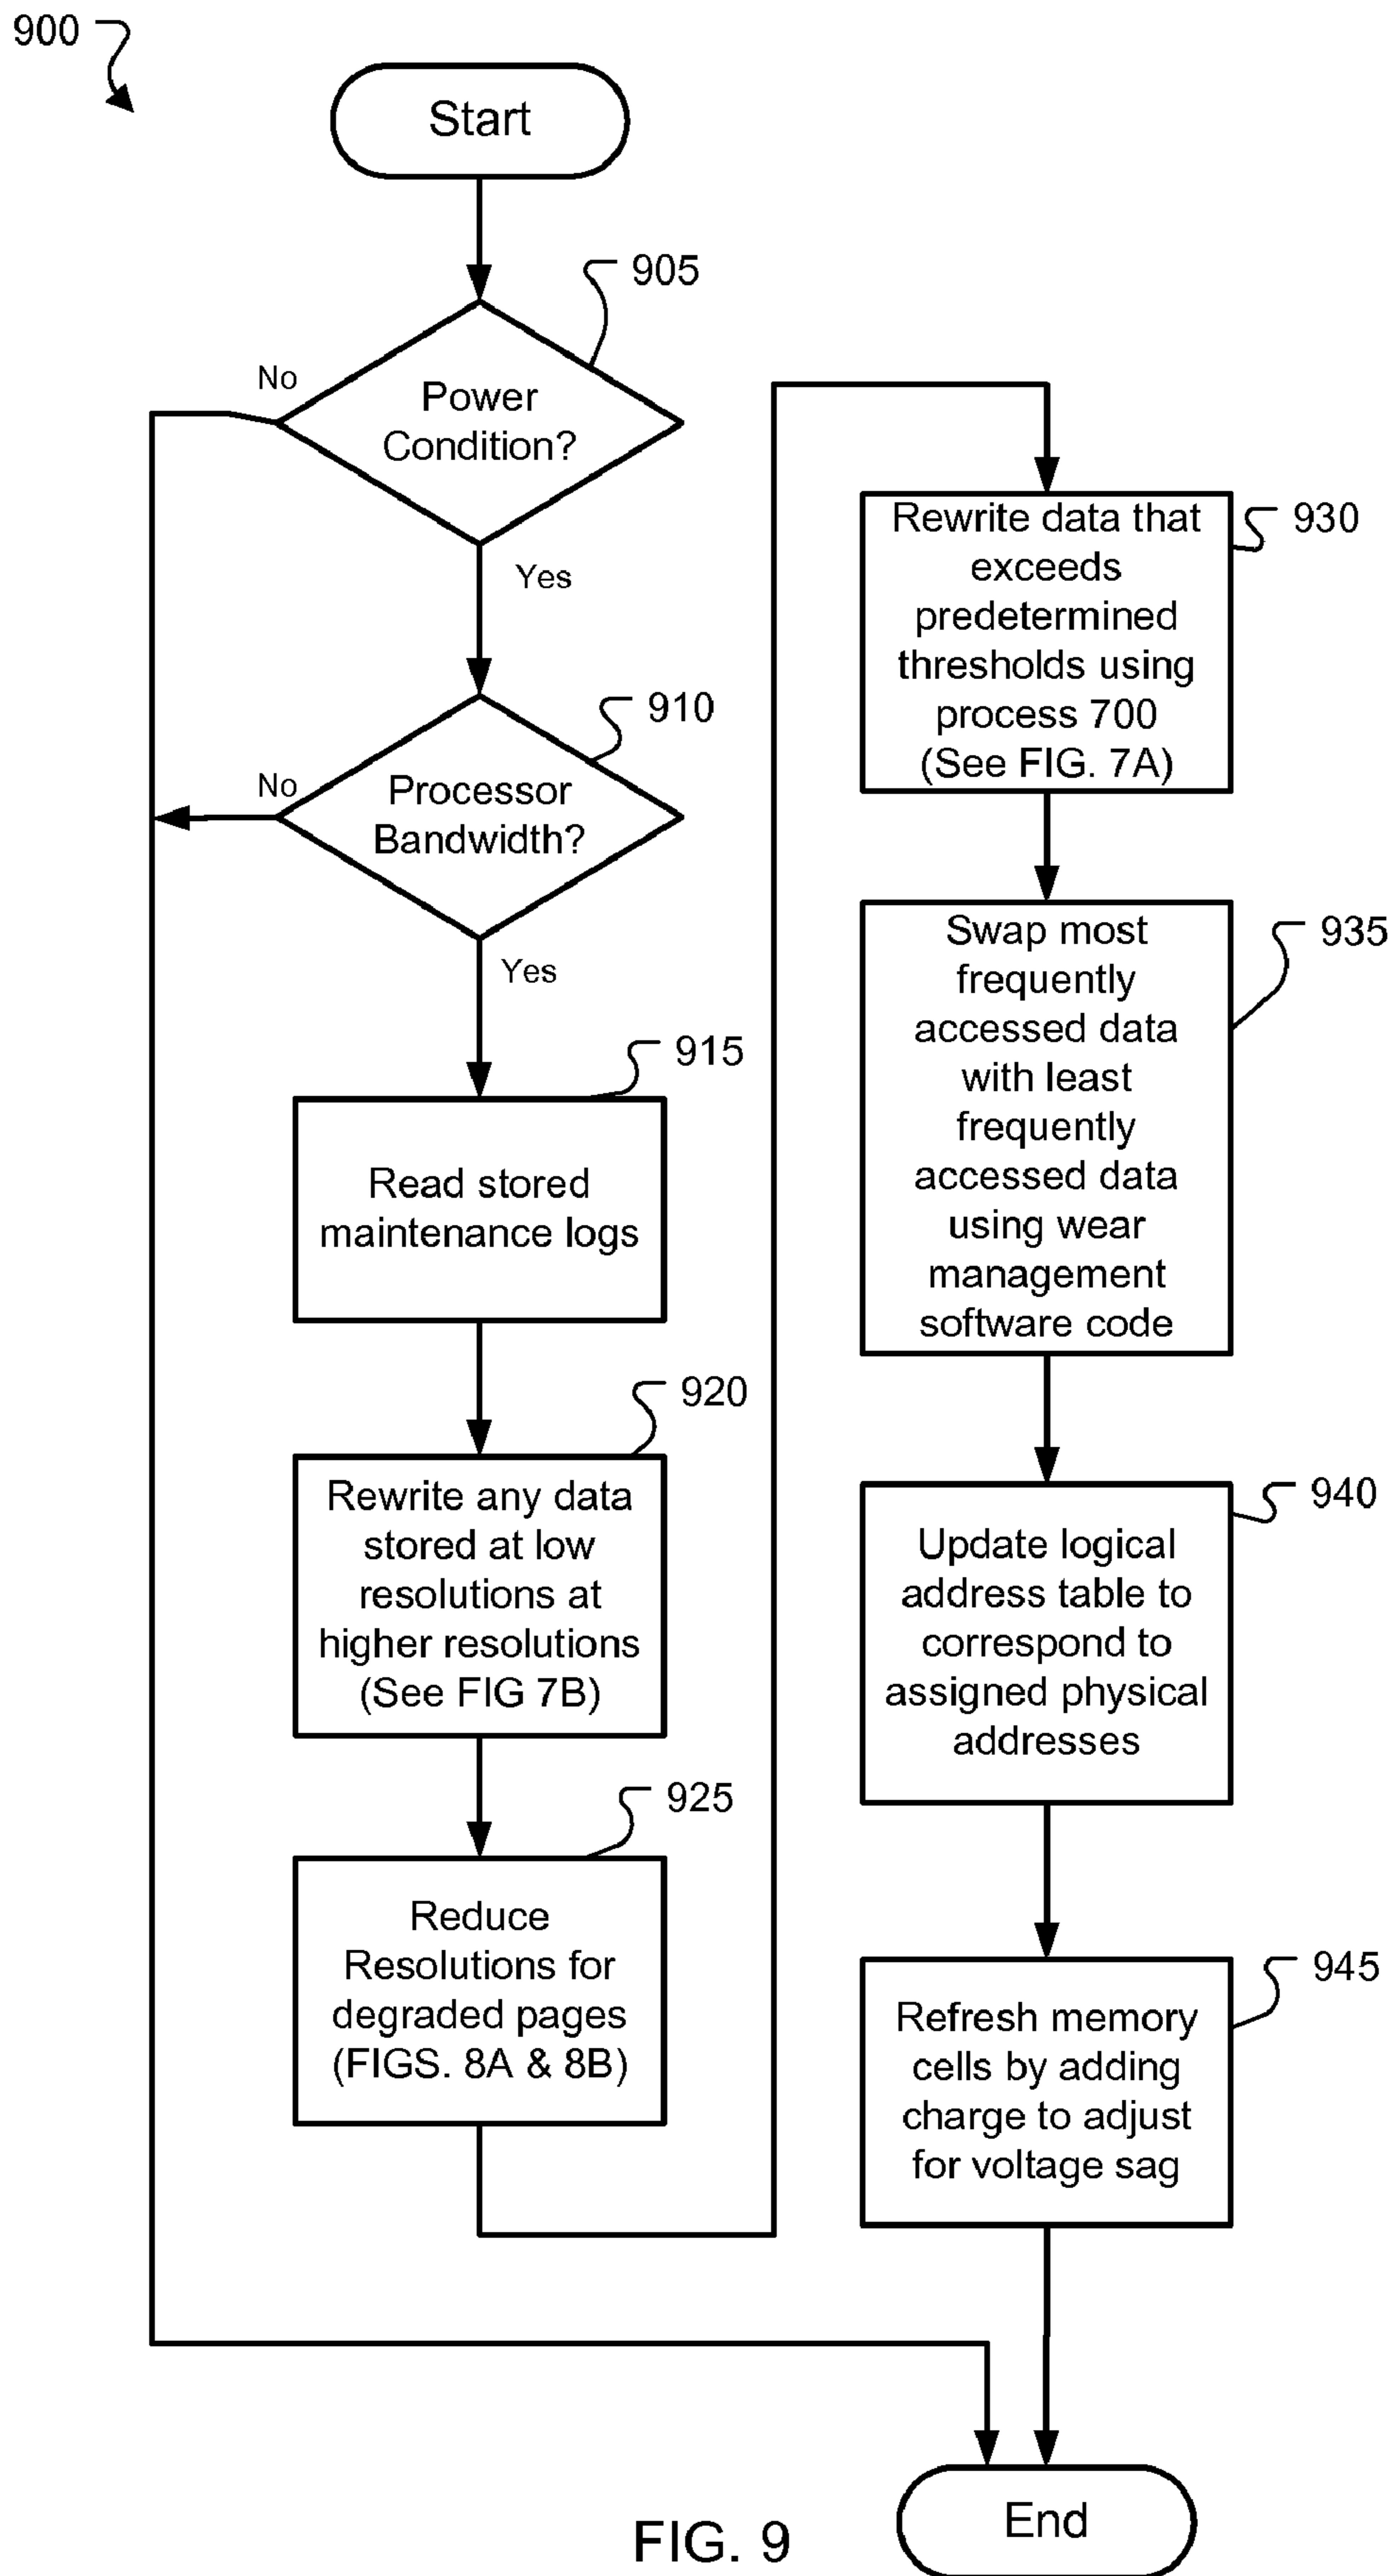 900
Start
905
Power
Condition?
No
Yes
910
Processor
Bandwidth?
No
Yes
915
Read stored
maintenance logs
920
Rewrite any data
stored at low
resolutions at
higher resolutions
(See FIG 7B)
925
Reduce
Resolutions for
degraded pages
(FIGS. 8A & 8B)
930
Rewrite data that
exceeds
predetermined
thresholds using
process 700
(See FIG. 7A)
935
Swap most
frequently
accessed data
with least
frequently
accessed data
using wear
management
software code
940
Update logical
address table to
correspond to
assigned physical
addresses
945
Refresh memory
cells by adding
charge to adjust
for voltage sag
End
FIG. 9